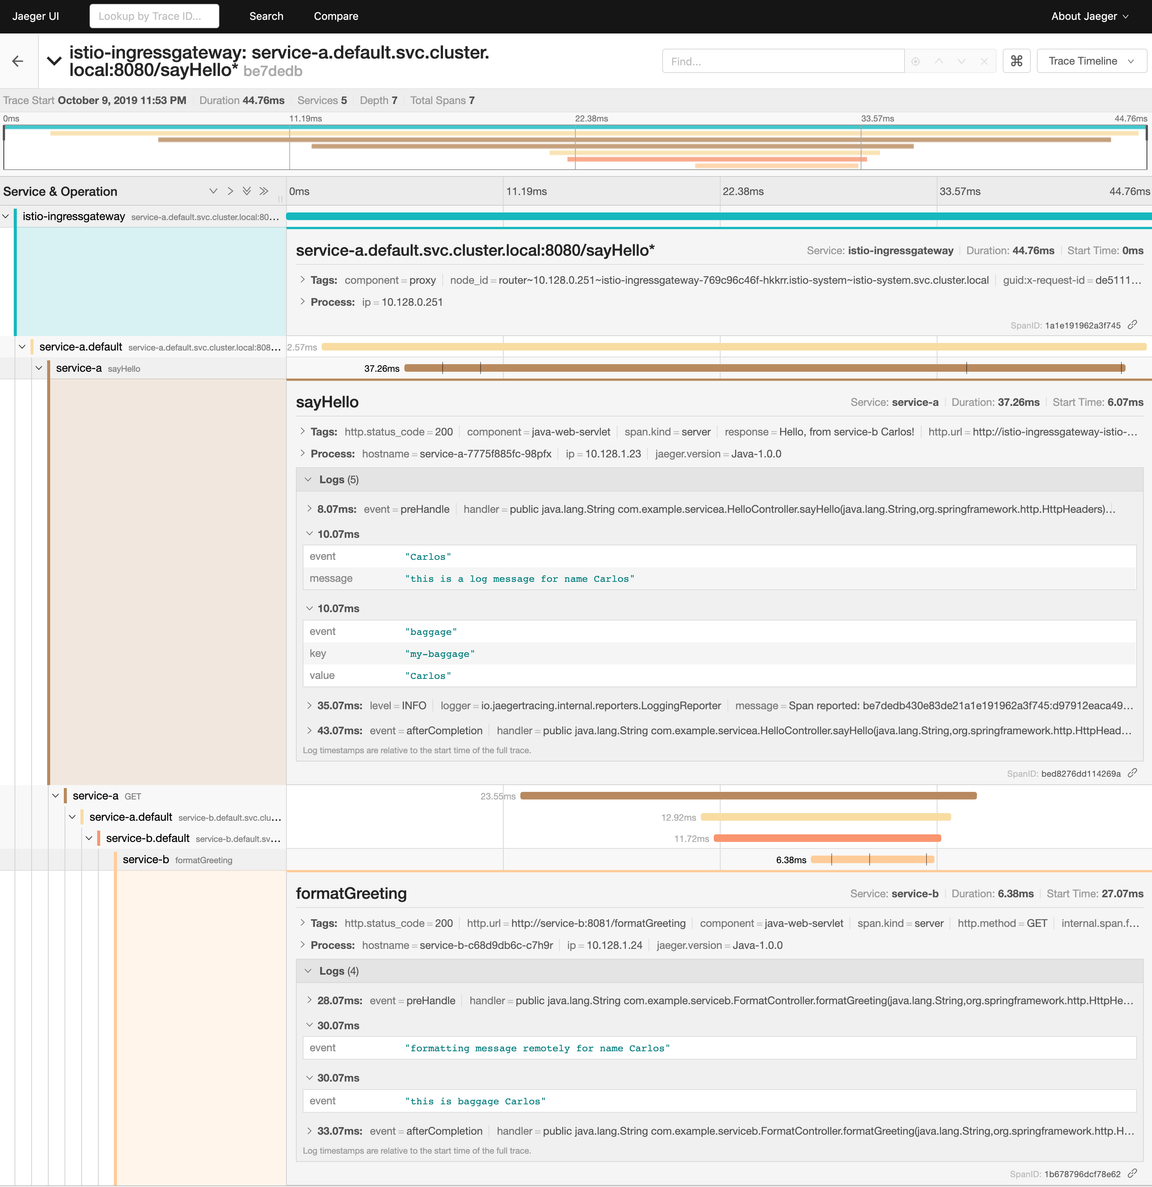 Jaeger UI Lookup by Trace ID... Search Compare About Jaeger
istio-ingressgateway: service-a.default.svc.cluster.
local:8080/sayHello* be7dedb
Find... Trace Timeline
Trace Start October 9, 2019 11:53 PM Duration 44.76ms Services 5 Depth 7 Total Spans 7
0ms 11.19ms 22.38ms 33.57ms 44.76ms
Service & Operation 0ms 11.19ms 22.38ms 33.57ms 44.76ms
istio-ingressgateway service-a.default.svc.cluster.local:80...
service-a.default.svc.cluster.local:8080/sayHello* Service: istio-ingressgateway Duration: 44.76ms Start Time: 0ms
Tags: component = proxy node_id = router~10.128.0.251~istio-ingressgateway-769c96c46f-hkkrr.istio-system~istio-system.svc.cluster.local guid:x-request-id = de5111...
Process: ip = 10.128.0.251
SpanID: 1a1e191962a3f745
service-a.default service-a.default.svc.cluster.local:808... 2.57ms
service-a sayHello 37.26ms
sayHello Service: service-a Duration: 37.26ms Start Time: 6.07ms
Tags: http.status_code = 200 component = java-web-servlet span.kind = server response = Hello, from service-b Carlos! http.url = http://istio-ingressgateway-istio-...
Process: hostname = service-a-7775f885fc-98pfx ip = 10.128.1.23 jaeger.version = Java-1.0.0
Logs (5)
8.07ms: event = preHandle handler = public java.lang.String com.example.servicea.HelloController.sayHello(java.lang.String,org.springframework.http.HttpHeaders)...
10.07ms
event "Carlos"
message "this is a log message for name Carlos"
10.07ms
event "baggage"
key "my-baggage"
value "Carlos"
35.07ms: level = INFO logger = io.jaegertracing.internal.reporters.LoggingReporter message = Span reported: be7dedb430e83de21a1e191962a3f745:d97912eaca49...
43.07ms: event = afterCompletion handler = public java.lang.String com.example.servicea.HelloController.sayHello(java.lang.String,org.springframework.http.HttpHead...
Log timestamps are relative to the start time of the full trace.
SpanID: bed8276dd114269a
service-a GET 23.55ms
service-a.default service-b.default.svc.clu... 12.92ms
service-b.default service-b.default.sv... 11.72ms
service-b formatGreeting 6.38ms
formatGreeting Service: service-b Duration: 6.38ms Start Time: 27.07ms
Tags: http.status_code = 200 http.url = http://service-b:8081/formatGreeting component = java-web-servlet span.kind = server http.method = GET internal.span.f...
Process: hostname = service-b-c68d9db6c-c7h9r ip = 10.128.1.24 jaeger.version = Java-1.0.0
Logs (4)
28.07ms: event = preHandle handler = public java.lang.String com.example.serviceb.FormatController.formatGreeting(java.lang.String,org.springframework.http.HttpHe...
30.07ms
event "formatting message remotely for name Carlos"
30.07ms
event "this is baggage Carlos"
33.07ms: event = afterCompletion handler = public java.lang.String com.example.serviceb.FormatController.formatGreeting(java.lang.String,org.springframework.http.H...
Log timestamps are relative to the start time of the full trace.
SpanID: 1b678796dcf78e62